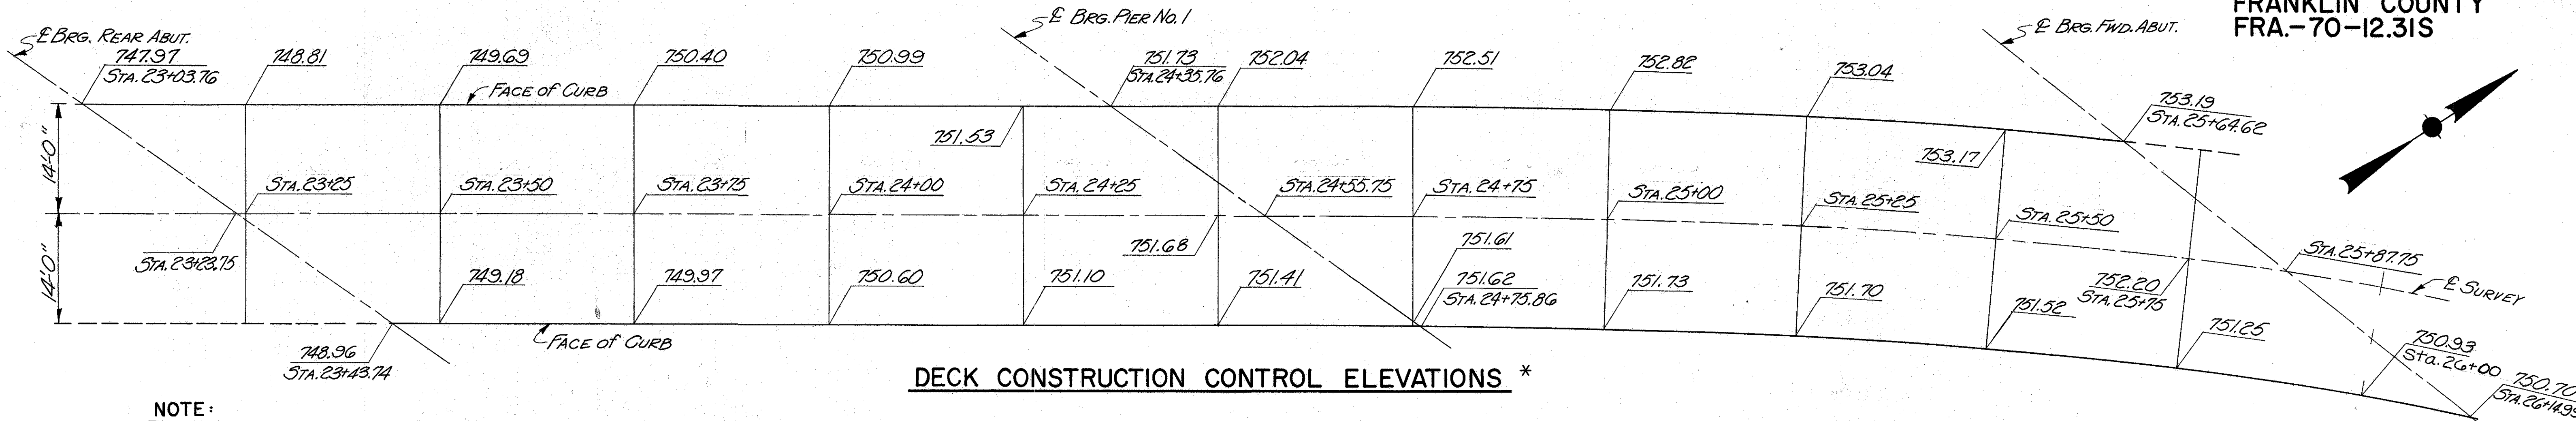 FRANKLIN COUNTY
FRA.-70-12.31S
℄ BRG. REAR ABUT.
℄ BRG. PIER NO. 1
℄ BRG. FWD. ABUT.
747.97
STA. 23+03.76
748.81
749.69
750.40
750.99
751.73
STA. 24+35.76
752.04
752.51
752.82
753.04
753.19
STA. 25+64.62
FACE OF CURB
751.53
753.17
14'-0"
STA. 23+25
STA. 23+50
STA. 23+75
STA. 24+00
STA. 24+25
STA. 24+55.75
STA. 24+75
STA. 25+00
STA. 25+25
STA. 25+50
STA. 25+87.75
℄ SURVEY
14'-0"
STA. 23+23.75
751.68
752.20
STA. 25+75
749.18
749.97
750.60
751.10
751.41
751.61
751.62
STA. 24+75.86
751.73
751.70
751.52
751.25
750.93
Sta. 26+00
750.70
748.96
STA. 23+43.74
FACE OF CURB
DECK CONSTRUCTION CONTROL ELEVATIONS *
NOTE: